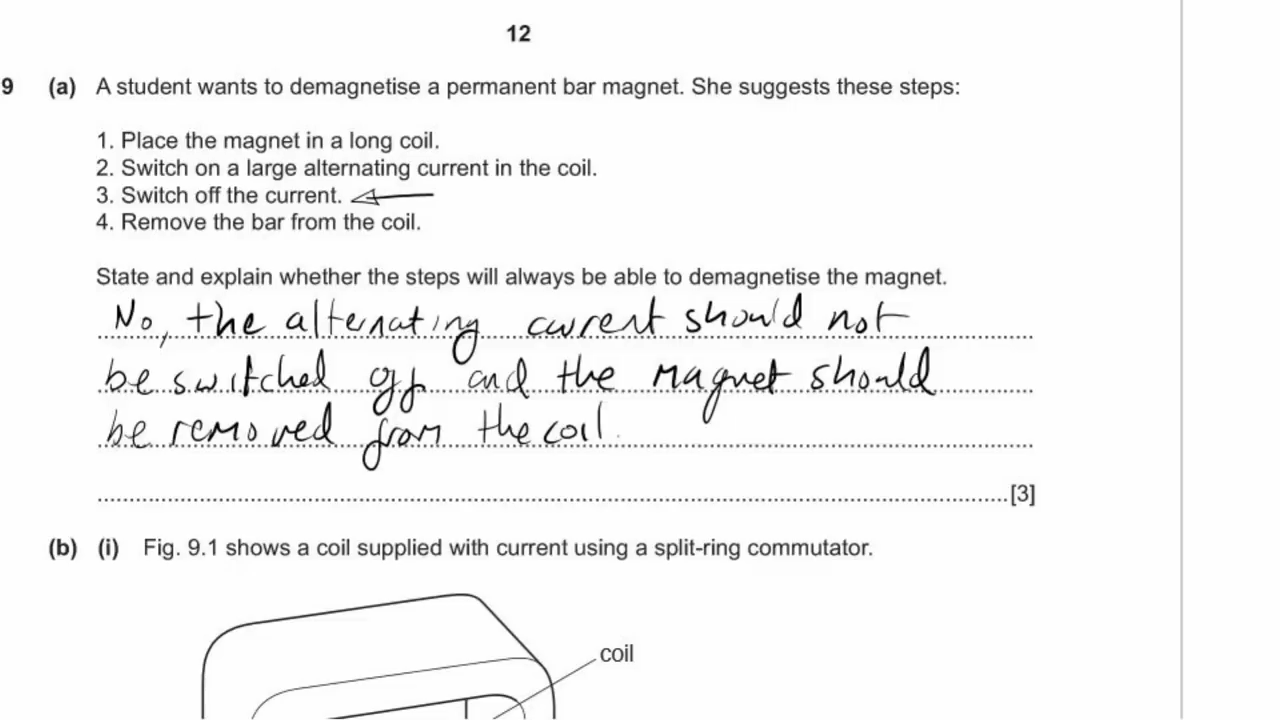 12
9 (a) A student wants to demagnetise a permanent bar magnet. She suggests these steps:
1. Place the magnet in a long coil.
2. Switch on a large alternating current in the coil.
3. Switch off the current.
4. Remove the bar from the coil.
State and explain whether the steps will always be able to demagnetise the magnet.
No, the alternating current should not
be switched off and the magnet should
be removed from the coil.
[3]
(b) (i) Fig. 9.1 shows a coil supplied with current using a split-ring commutator.
coil